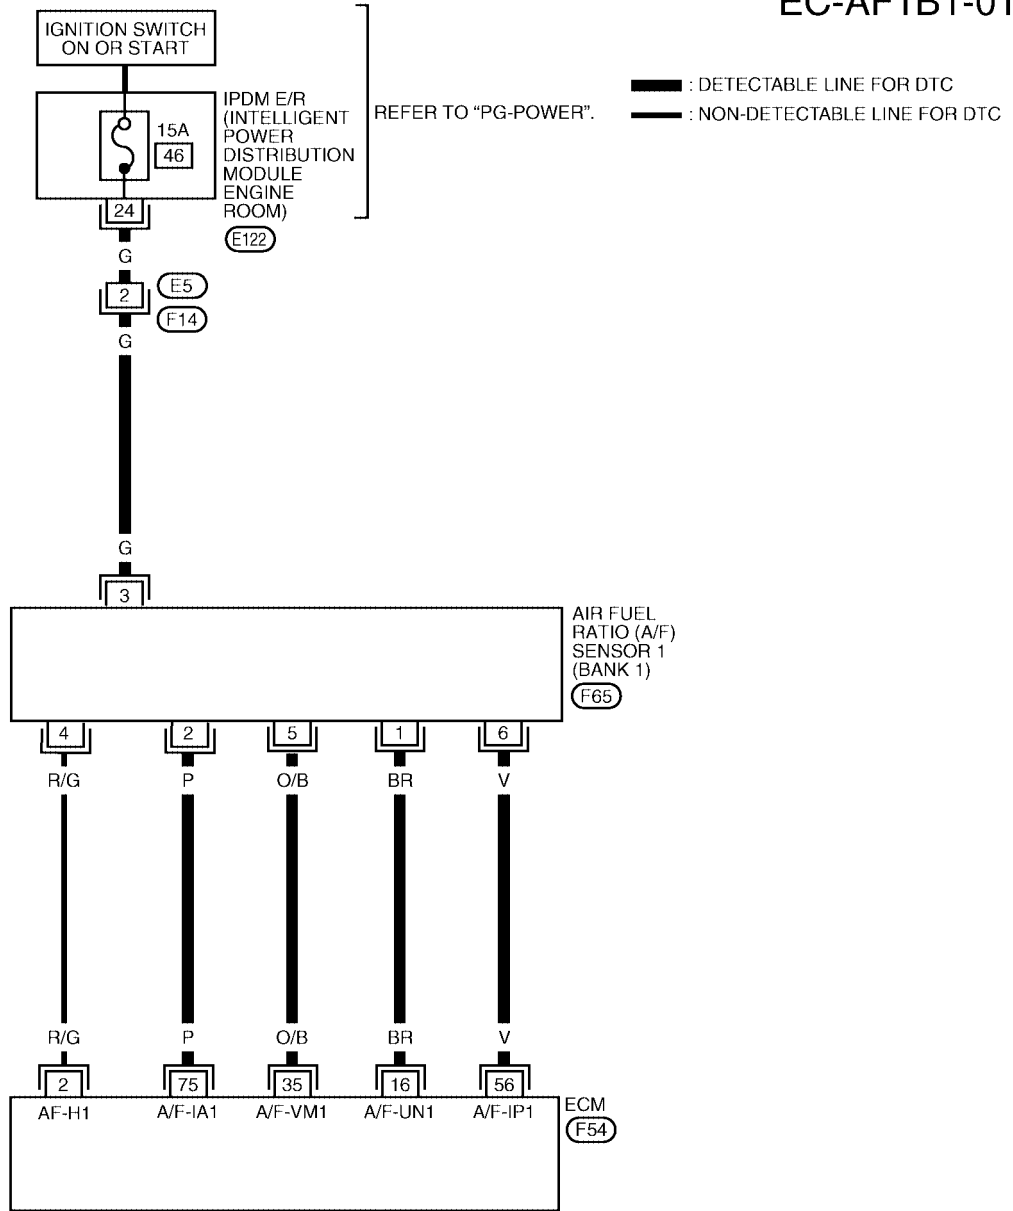 EC-AF1B1-01
IGNITION SWITCH
ON OR START
IPDM E/R
(INTELLIGENT
POWER
DISTRIBUTION
MODULE
ENGINE
ROOM)
E122
15A
46
REFER TO “PG-POWER”.
: DETECTABLE LINE FOR DTC
: NON-DETECTABLE LINE FOR DTC
24
G
2
E5
F14
G
G
3
AIR FUEL
RATIO (A/F)
SENSOR 1
(BANK 1)
F65
4 2 5 1 6
R/G P O/B BR V
R/G P O/B BR V
2 75 35 16 56
AF-H1 A/F-IA1 A/F-VM1 A/F-UN1 A/F-IP1
ECM
F54